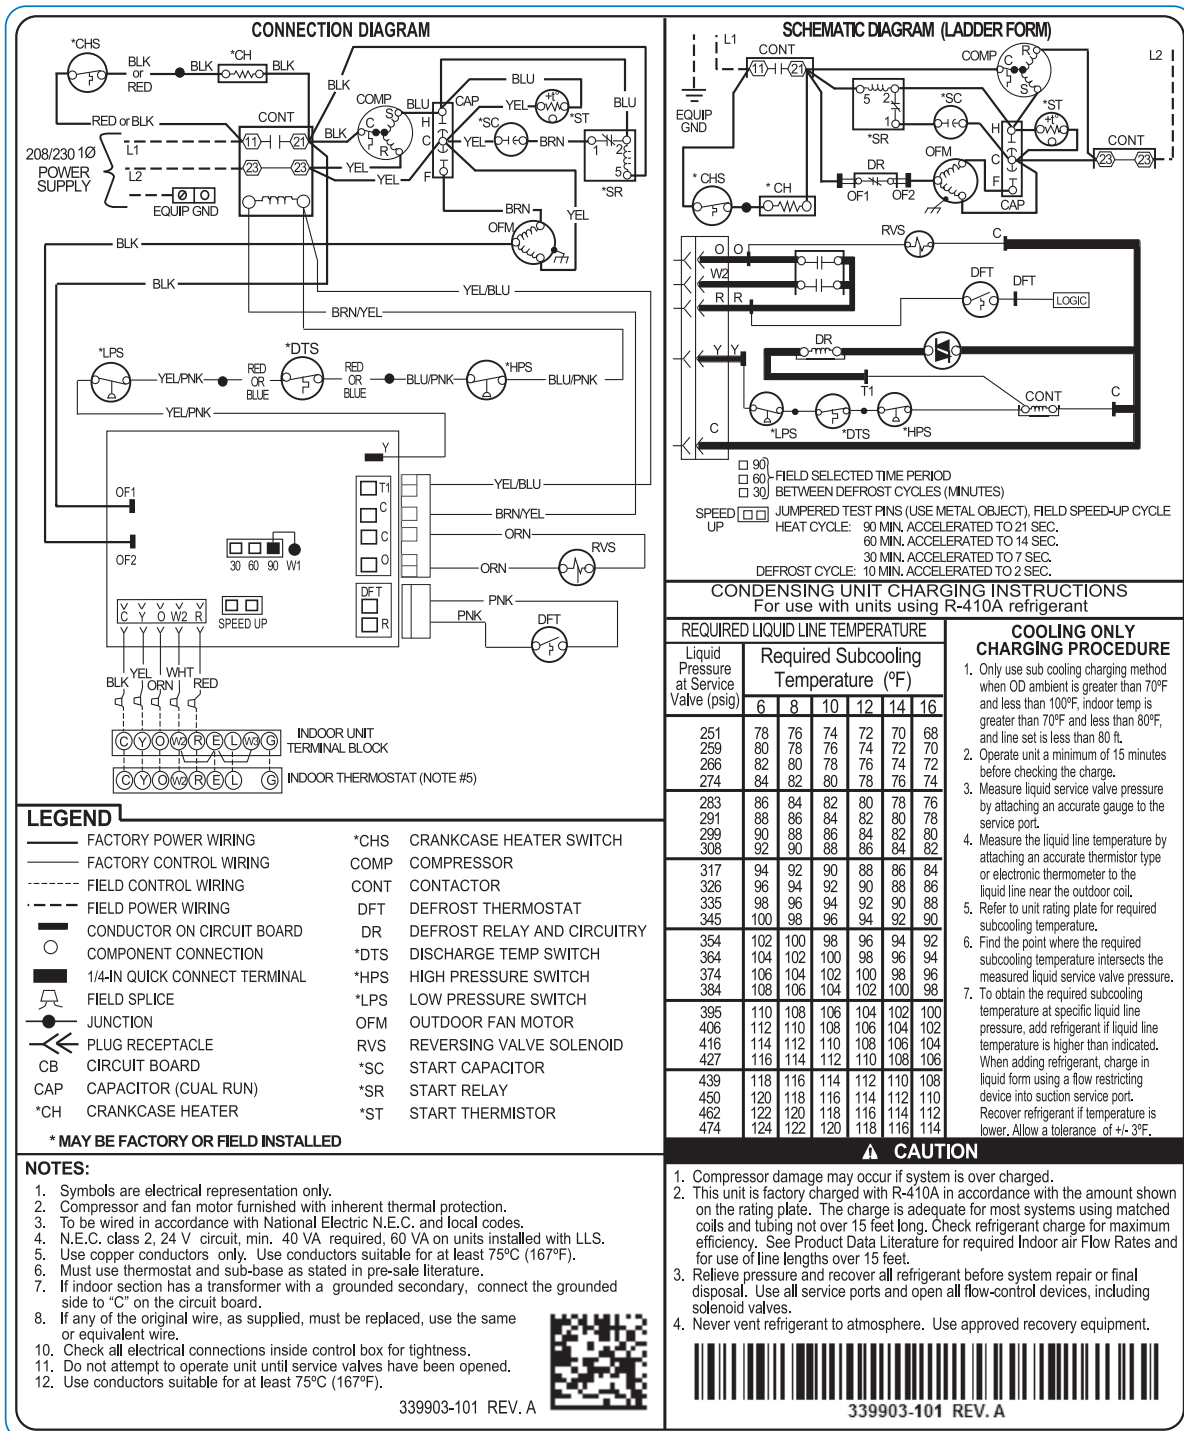 CONNECTION DIAGRAM
*CHS
BLK
or
RED
BLK
*CH
BLK
BLK
BLU
RED or BLK
CONT
11
21
BLK
COMP
S
C
R
BLU
CAP
H
C
F
YEL
*SC
+t°
*ST
YEL
BRN
BLU
1
2
5
*SR
208/230 1Ø
POWER
SUPPLY
L1
L2
23
23
YEL
YEL
EQUIP GND
BRN
YEL
OFM
BLK
BLK
YEL/BLU
BRN/YEL
*LPS
YEL/PNK
RED
OR
BLUE
*DTS
RED
OR
BLUE
BLU/PNK
*HPS
BLU/PNK
YEL/PNK
Y
OF1
OF2
T1
C
C
O
YEL/BLU
BRN/YEL
ORN
ORN
RVS
30 60 90 W1
DFT
R
PNK
PNK
DFT
C Y O W2 R
SPEED UP
BLK
YEL
ORN
WHT
RED
C Y O W2 R E L W3 G
INDOOR UNIT
TERMINAL BLOCK
C Y O W2 R E L G
INDOOR THERMOSTAT (NOTE #5)
LEGEND
FACTORY POWER WIRING
FACTORY CONTROL WIRING
FIELD CONTROL WIRING
FIELD POWER WIRING
CONDUCTOR ON CIRCUIT BOARD
COMPONENT CONNECTION
1/4-IN QUICK CONNECT TERMINAL
FIELD SPLICE
JUNCTION
PLUG RECEPTACLE
CB CIRCUIT BOARD
CAP CAPACITOR (CUAL RUN)
*CH CRANKCASE HEATER
*CHS CRANKCASE HEATER SWITCH
COMP COMPRESSOR
CONT CONTACTOR
DFT DEFROST THERMOSTAT
DR DEFROST RELAY AND CIRCUITRY
*DTS DISCHARGE TEMP SWITCH
*HPS HIGH PRESSURE SWITCH
*LPS LOW PRESSURE SWITCH
OFM OUTDOOR FAN MOTOR
RVS REVERSING VALVE SOLENOID
*SC START CAPACITOR
*SR START RELAY
*ST START THERMISTOR
* MAY BE FACTORY OR FIELD INSTALLED
NOTES:
1. Symbols are electrical representation only.
2. Compressor and fan motor furnished with inherent thermal protection.
3. To be wired in accordance with National Electric N.E.C. and local codes.
4. N.E.C. class 2, 24 V circuit, min. 40 VA required, 60 VA on units installed with LLS.
5. Use copper conductors only. Use conductors suitable for at least 75ºC (167ºF).
6. Must use thermostat and sub-base as stated in pre-sale literature.
7. If indoor section has a transformer with a grounded secondary, connect the grounded
side to “C” on the circuit board.
8. If any of the original wire, as supplied, must be replaced, use the same
or equivalent wire.
10. Check all electrical connections inside control box for tightness.
11. Do not attempt to operate unit until service valves have been opened.
12. Use conductors suitable for at least 75ºC (167ºF).
339903-101 REV. A
SCHEMATIC DIAGRAM (LADDER FORM)
L1
CONT
11
21
COMP
R
C
S
L2
EQUIP
GND
5
2
1
*SR
*SC
H
C
F
CAP
+t°
*ST
CONT
23
23
OFM
DR
OF1
OF2
* CHS
* CH
RVS
C
O
O
W2
R
R
DFT
DFT
LOGIC
Y
Y
DR
T1
CONT
C
*LPS
*DTS
*HPS
C
90
60
30
FIELD SELECTED TIME PERIOD
BETWEEN DEFROST CYCLES (MINUTES)
SPEED
UP
JUMPERED TEST PINS (USE METAL OBJECT), FIELD SPEED-UP CYCLE
HEAT CYCLE: 90 MIN. ACCELERATED TO 21 SEC.
60 MIN. ACCELERATED TO 14 SEC.
30 MIN. ACCELERATED TO 7 SEC.
DEFROST CYCLE: 10 MIN. ACCELERATED TO 2 SEC.
CONDENSING UNIT CHARGING INSTRUCTIONS
For use with units using R-410A refrigerant
REQUIRED LIQUID LINE TEMPERATURE
Liquid
Pressure
at Service
Valve (psig)
Required Subcooling
Temperature (ºF)
6 8 10 12 14 16
251 78 76 74 72 70 68
259 80 78 76 74 72 70
266 82 80 78 76 74 72
274 84 82 80 78 76 74
283 86 84 82 80 78 76
291 88 86 84 82 80 78
299 90 88 86 84 82 80
308 92 90 88 86 84 82
317 94 92 90 88 86 84
326 96 94 92 90 88 86
335 98 96 94 92 90 88
345 100 98 96 94 92 90
354 102 100 98 96 94 92
364 104 102 100 98 96 94
374 106 104 102 100 98 96
384 108 106 104 102 100 98
395 110 108 106 104 102 100
406 112 110 108 106 104 102
416 114 112 110 108 106 104
427 116 114 112 110 108 106
439 118 116 114 112 110 108
450 120 118 116 114 112 110
462 122 120 118 116 114 112
474 124 122 120 118 116 114
COOLING ONLY
CHARGING PROCEDURE
1. Only use sub cooling charging method
when OD ambient is greater than 70ºF
and less than 100ºF, indoor temp is
greater than 70ºF and less than 80ºF,
and line set is less than 80 ft.
2. Operate unit a minimum of 15 minutes
before checking the charge.
3. Measure liquid service valve pressure
by attaching an accurate gauge to the
service port.
4. Measure the liquid line temperature by
attaching an accurate thermistor type
or electronic thermometer to the
liquid line near the outdoor coil.
5. Refer to unit rating plate for required
subcooling temperature.
6. Find the point where the required
subcooling temperature intersects the
measured liquid service valve pressure.
7. To obtain the required subcooling
temperature at specific liquid line
pressure, add refrigerant if liquid line
temperature is higher than indicated.
When adding refrigerant, charge in
liquid form using a flow restricting
device into suction service port.
Recover refrigerant if temperature is
lower. Allow a tolerance of +/- 3ºF.
CAUTION
1. Compressor damage may occur if system is over charged.
2. This unit is factory charged with R-410A in accordance with the amount shown
on the rating plate. The charge is adequate for most systems using matched
coils and tubing not over 15 feet long. Check refrigerant charge for maximum
efficiency. See Product Data Literature for required Indoor air Flow Rates and
for use of line lengths over 15 feet.
3. Relieve pressure and recover all refrigerant before system repair or final
disposal. Use all service ports and open all flow-control devices, including
solenoid valves.
4. Never vent refrigerant to atmosphere. Use approved recovery equipment.
339903-101 REV. A